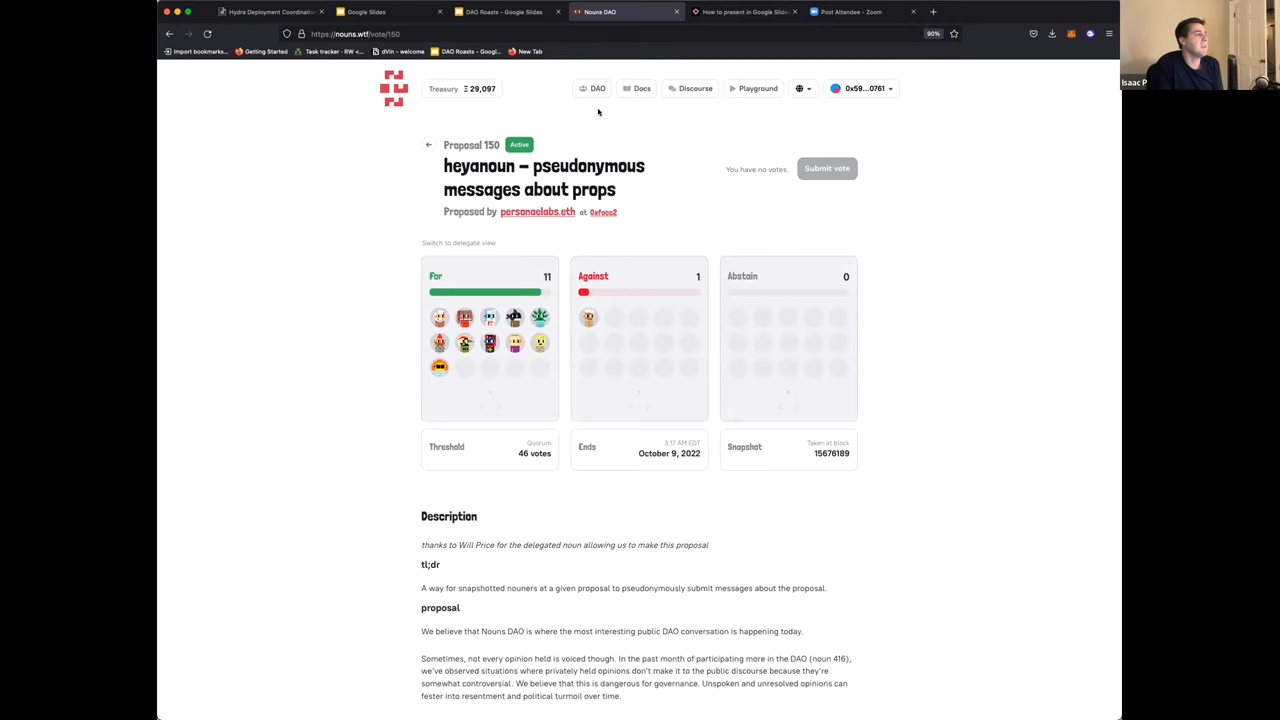 Hydra Deployment Coordination
Google Slides
DAO Roasts - Google Slides
Nouns DAO
How to present in Google Slides
Post Attendee - Zoom
https://nouns.wtf/vote/150
90%
Import bookmarks...
Getting Started
Task tracker - RW <...
dVin - welcome
DAO Roasts - Googl...
New Tab
Isaac P
Treasury Ξ 29,097
DAO
Docs
Discourse
Playground
0x59...0761
Proposal 150
Active
heyanoun – pseudonymous
messages about props
You have no votes.
Submit vote
Proposed by personaelabs.eth at 0xface2
Switch to delegate view
For 11
Against 1
Abstain 0
Threshold
Quorum
46 votes
Ends
3:17 AM EDT
October 9, 2022
Snapshot
Taken at block
15676189
Description
thanks to Will Price for the delegated noun allowing us to make this proposal
tl;dr
A way for snapshotted nouners at a given proposal to pseudonymously submit messages about the proposal.
proposal
We believe that Nouns DAO is where the most interesting public DAO conversation is happening today.
Sometimes, not every opinion held is voiced though. In the past month of participating more in the DAO (noun 416),
we've observed situations where privately held opinions don't make it to the public discourse because they're
somewhat controversial. We believe that this is dangerous for governance. Unspoken and unresolved opinions can
fester into resentment and political turmoil over time.